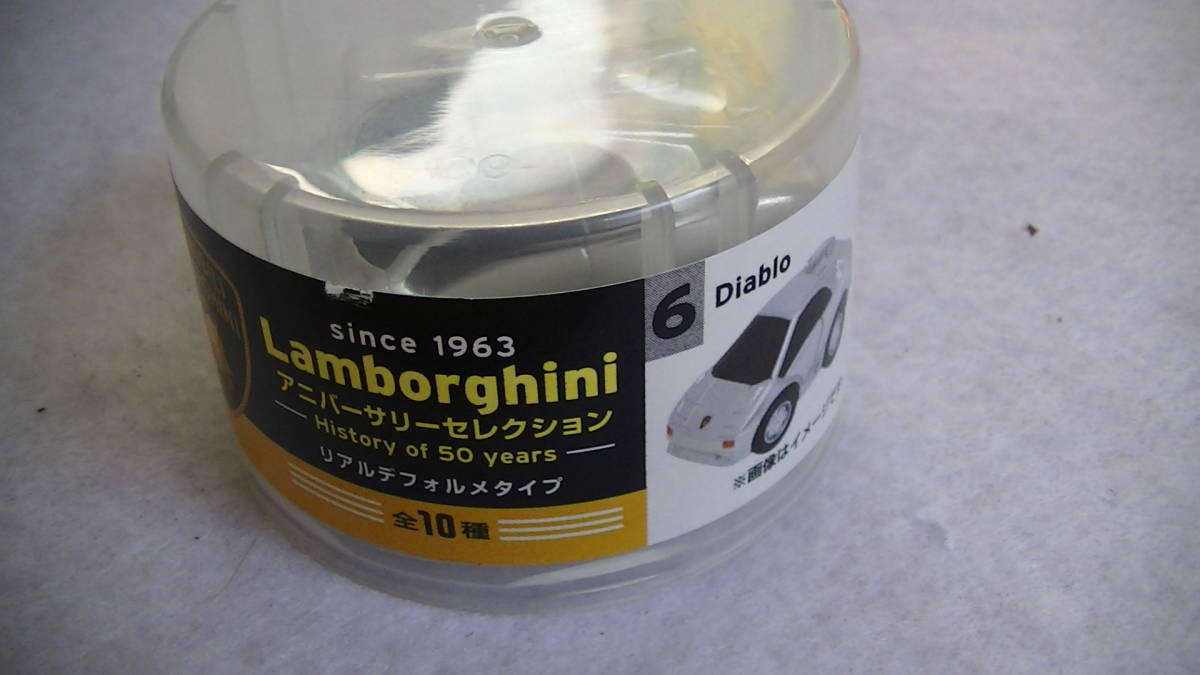 since 1963
Lamborghini
アニバーサリーセレクション
History of 50 years
リアルデフォルメタイプ
全10種
6
Diablo
※画像はイメージで